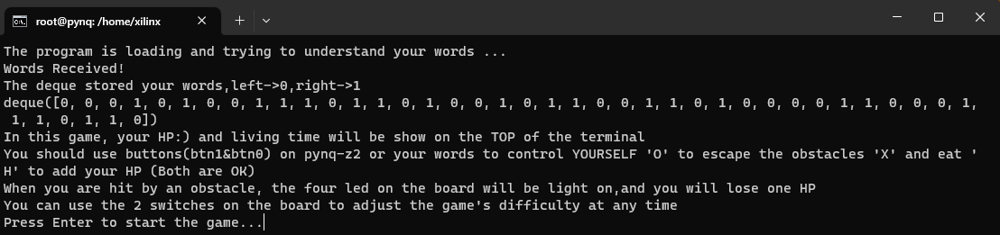 root@pynq: /home/xilinx
The program is loading and trying to understand your words ...
Words Received!
The deque stored your words,left->0,right->1
deque([0, 0, 0, 1, 0, 1, 0, 0, 1, 1, 1, 0, 1, 1, 0, 1, 0, 0, 1, 0, 1, 1, 0, 0, 1, 1, 0, 1, 0, 0, 0, 0, 1, 1, 0, 0, 0, 1,
1, 1, 0, 1, 1, 0])
In this game, your HP:) and living time will be show on the TOP of the terminal
You should use buttons(btn1&btn0) on pynq-z2 or your words to control YOURSELF 'O' to escape the obstacles 'X' and eat '
H' to add your HP (Both are OK)
When you are hit by an obstacle, the four led on the board will be light on,and you will lose one HP
You can use the 2 switches on the board to adjust the game's difficulty at any time
Press Enter to start the game...